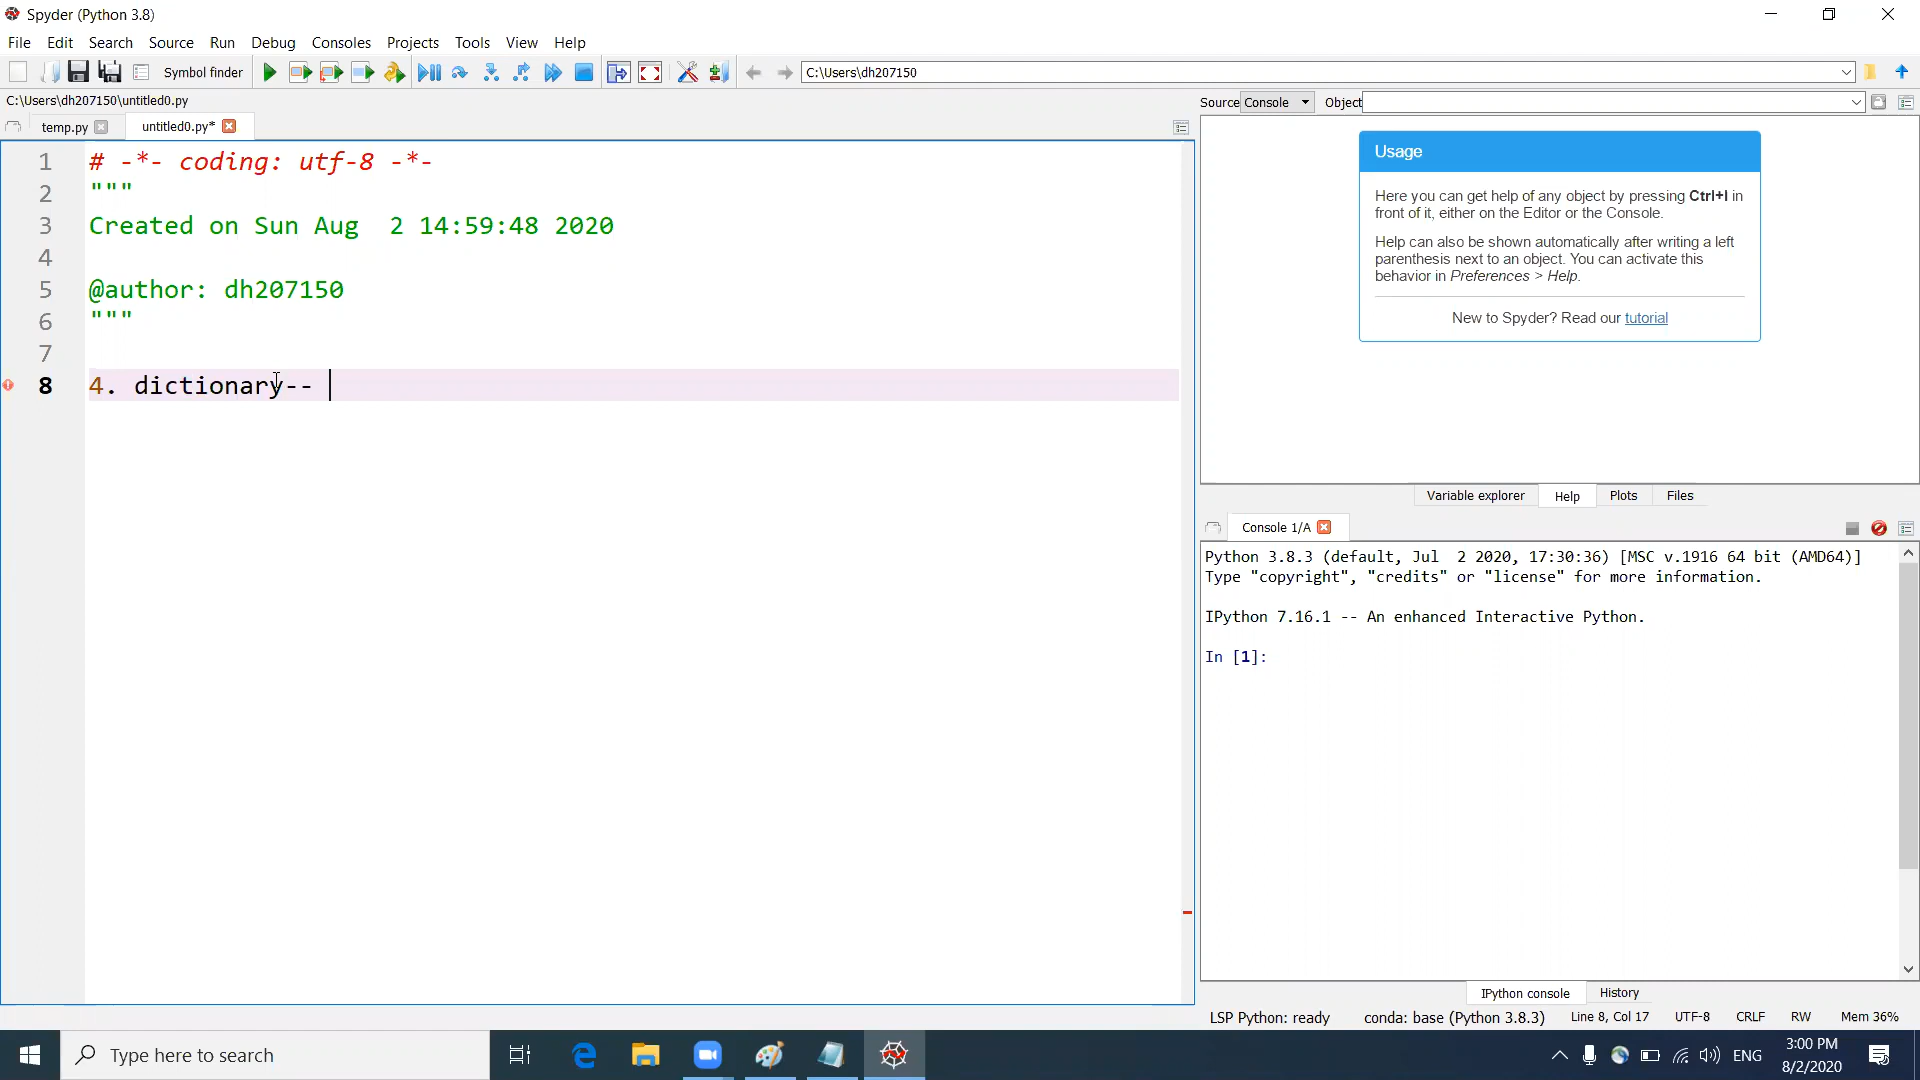 Spyder (Python 3.8)
File Edit Search Source Run Debug Consoles Projects Tools View Help
Symbol finder
C:\Users\dh207150
C:\Users\dh207150\untitled0.py
temp.py
untitled0.py*
1 # -*- coding: utf-8 -*-
2 """
3 Created on Sun Aug  2 14:59:48 2020
4
5 @author: dh207150
6 """
7
8 4. dictionary--
Source Console Object
Usage
Here you can get help of any object by pressing Ctrl+I in
front of it, either on the Editor or the Console.
Help can also be shown automatically after writing a left
parenthesis next to an object. You can activate this
behavior in Preferences > Help.
New to Spyder? Read our tutorial
Variable explorer Help Plots Files
Console 1/A
Python 3.8.3 (default, Jul  2 2020, 17:30:36) [MSC v.1916 64 bit (AMD64)]
Type "copyright", "credits" or "license" for more information.
IPython 7.16.1 -- An enhanced Interactive Python.
In [1]:
IPython console History
LSP Python: ready conda: base (Python 3.8.3) Line 8, Col 17 UTF-8 CRLF RW Mem 36%
Type here to search
ENG
3:00 PM
8/2/2020